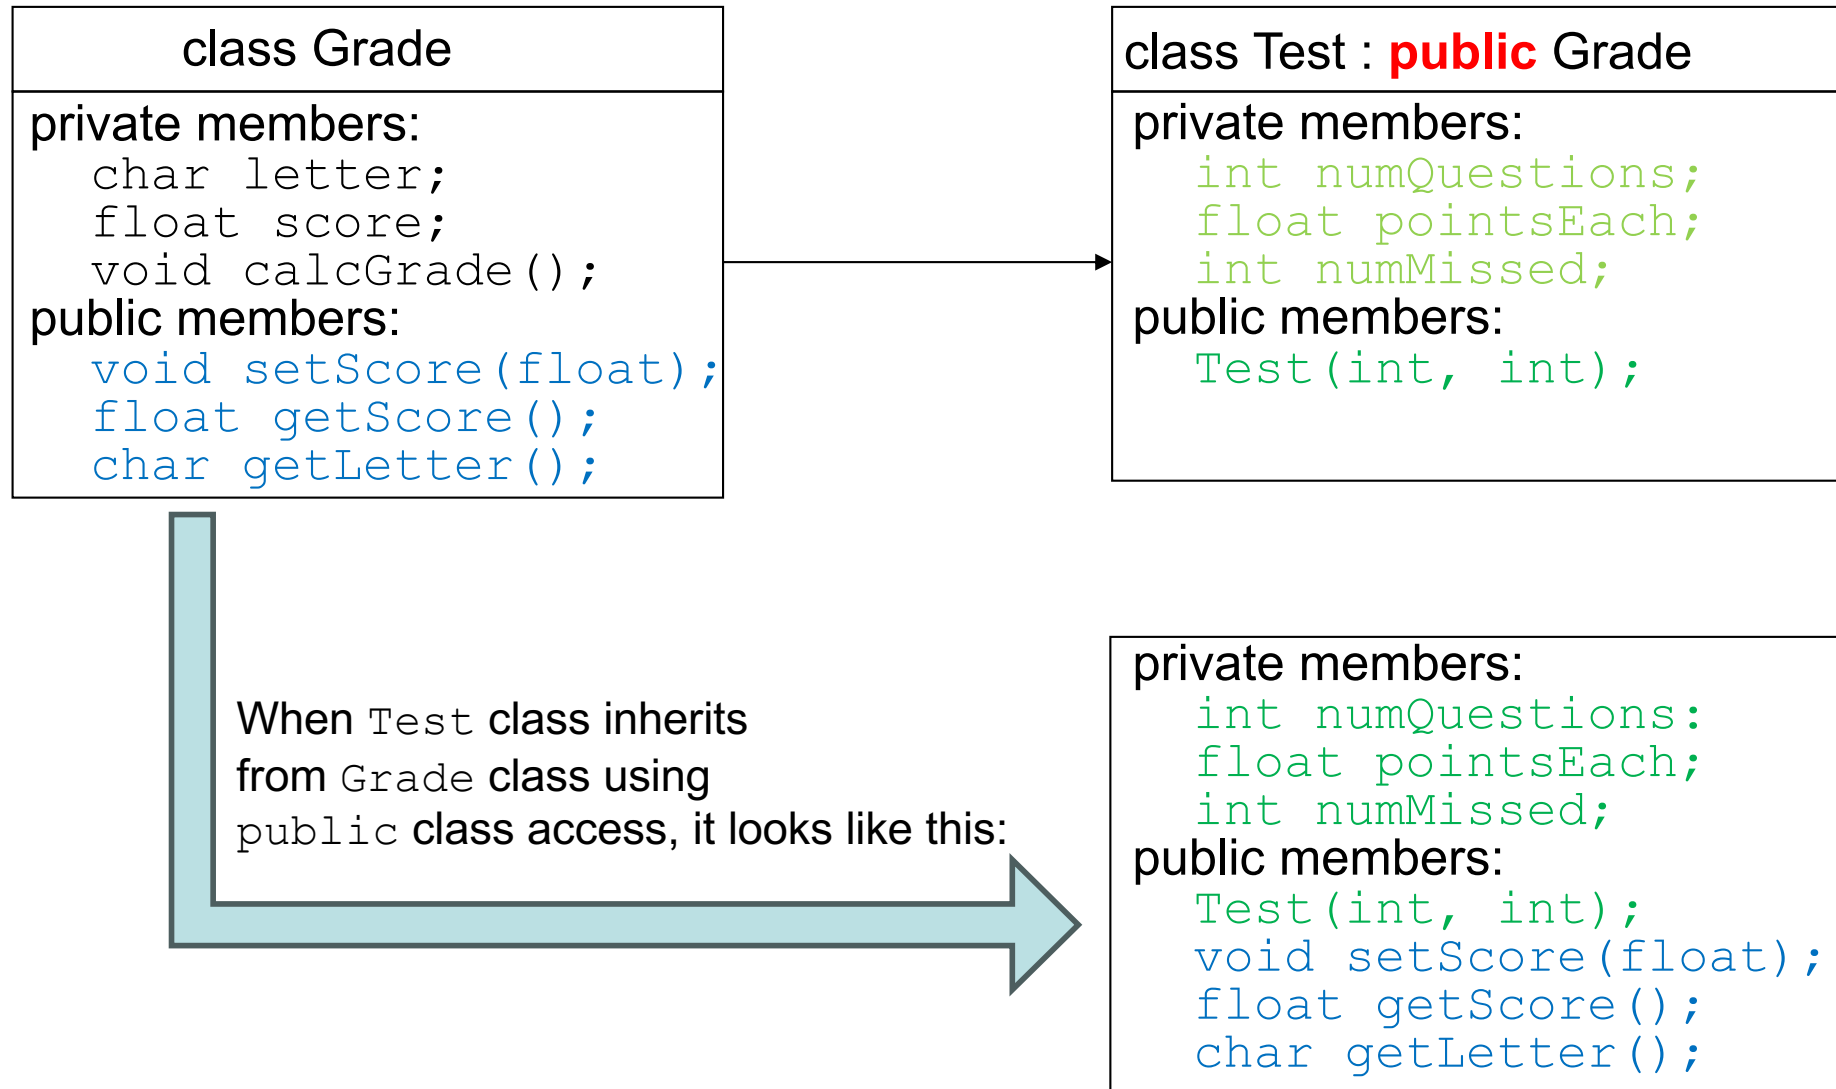 class Grade
private members:
char letter;
float score;
void calcGrade();
public members:
void setScore(float);
float getScore();
char getLetter();
class Test : public Grade
private members:
int numQuestions;
float pointsEach;
int numMissed;
public members:
Test(int, int);
When Test class inherits
from Grade class using
public class access, it looks like this:
private members:
int numQuestions:
float pointsEach;
int numMissed;
public members:
Test(int, int);
void setScore(float);
float getScore();
char getLetter();